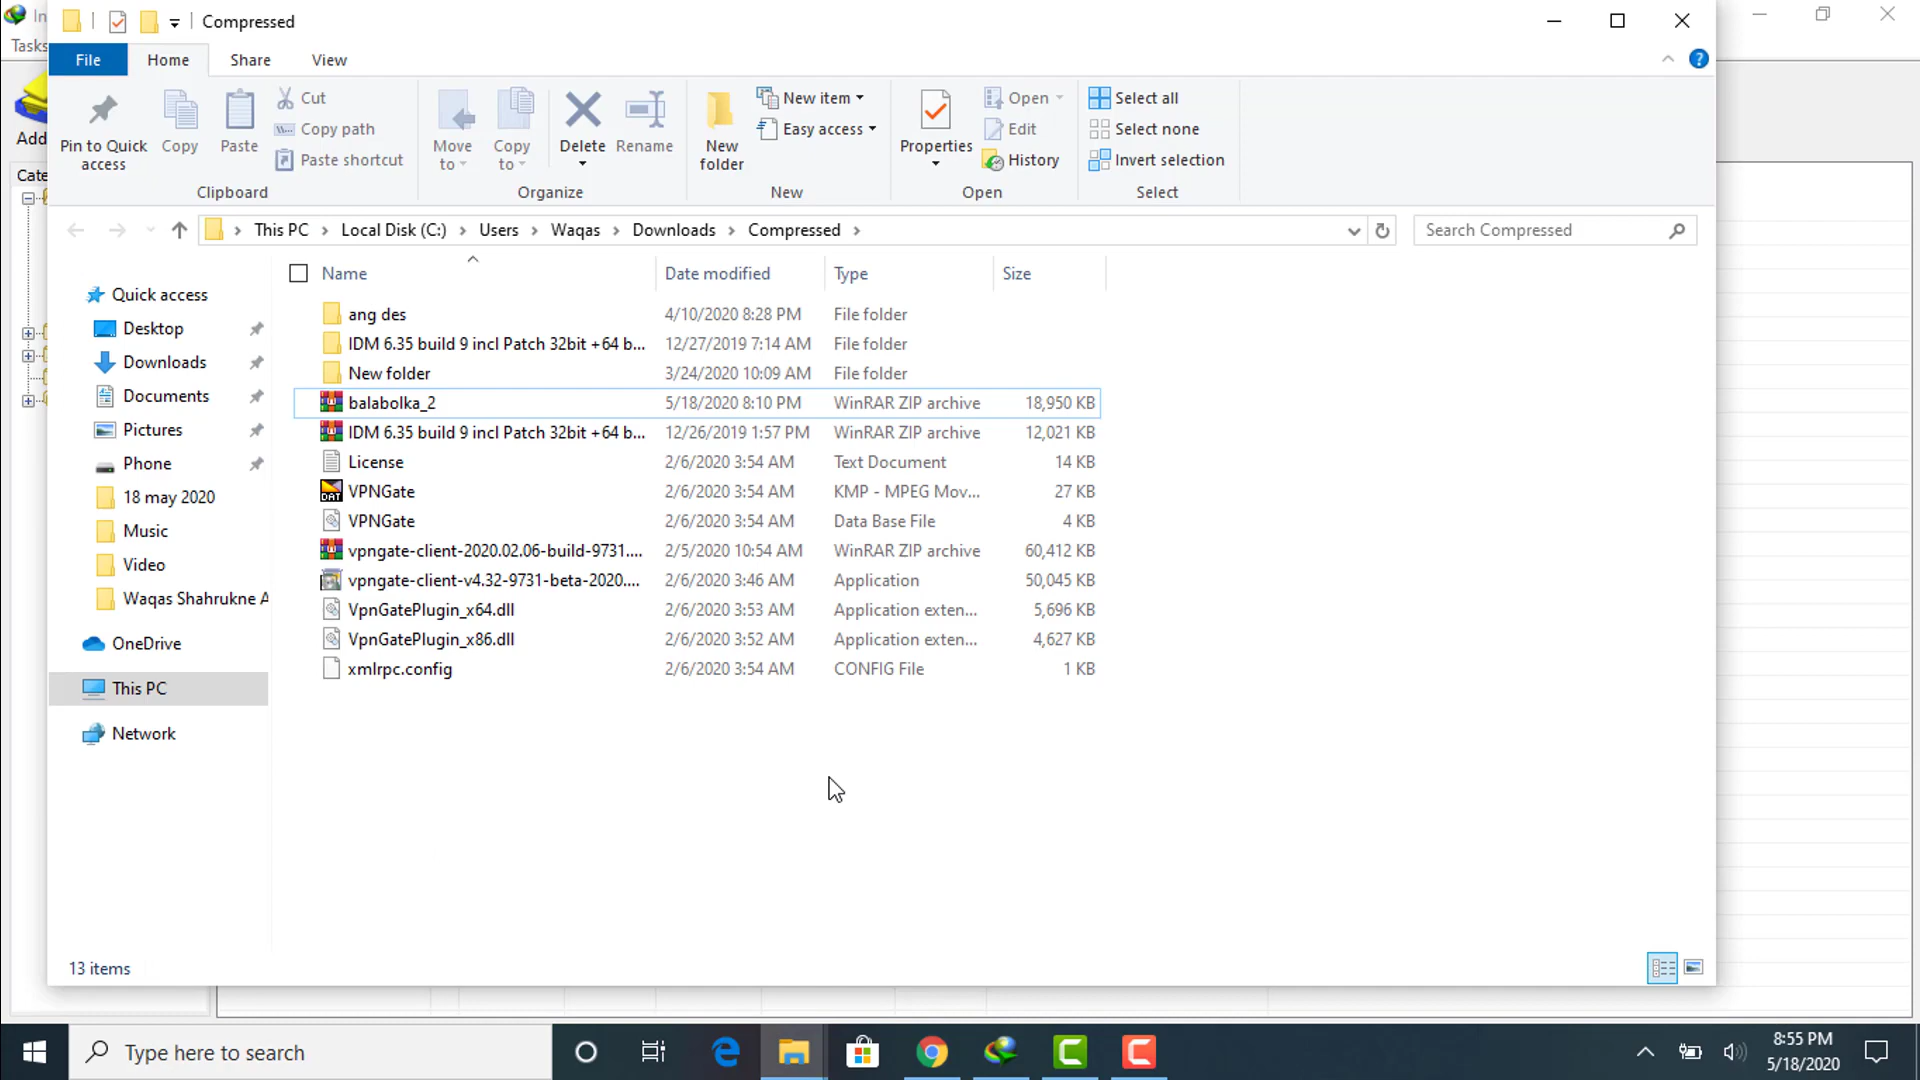 In
Compressed
Tasks
File
Home
Share
View
Add
Pin to Quick access
Copy
Paste
Cut
Copy path
Paste shortcut
Clipboard
Move to
Copy to
Delete
Rename
Organize
New folder
New item
Easy access
New
Properties
Open
Edit
History
Open
Select all
Select none
Invert selection
Select
Cate
This PC
Local Disk (C:)
Users
Waqas
Downloads
Compressed
Search Compressed
Name
Date modified
Type
Size
Quick access
Desktop
Downloads
Documents
Pictures
Phone
18 may 2020
Music
Video
Waqas Shahrukne A
OneDrive
This PC
Network
ang des 4/10/2020 8:28 PM File folder
IDM 6.35 build 9 incl Patch 32bit +64 b... 12/27/2019 7:14 AM File folder
New folder 3/24/2020 10:09 AM File folder
balabolka_2 5/18/2020 8:10 PM WinRAR ZIP archive 18,950 KB
IDM 6.35 build 9 incl Patch 32bit +64 b... 12/26/2019 1:57 PM WinRAR ZIP archive 12,021 KB
License 2/6/2020 3:54 AM Text Document 14 KB
DAT VPNGate 2/6/2020 3:54 AM KMP - MPEG Mov... 27 KB
VPNGate 2/6/2020 3:54 AM Data Base File 4 KB
vpngate-client-2020.02.06-build-9731.... 2/5/2020 10:54 AM WinRAR ZIP archive 60,412 KB
vpngate-client-v4.32-9731-beta-2020.... 2/6/2020 3:46 AM Application 50,045 KB
VpnGatePlugin_x64.dll 2/6/2020 3:53 AM Application exten... 5,696 KB
VpnGatePlugin_x86.dll 2/6/2020 3:52 AM Application exten... 4,627 KB
xmlrpc.config 2/6/2020 3:54 AM CONFIG File 1 KB
13 items
Type here to search
8:55 PM
5/18/2020